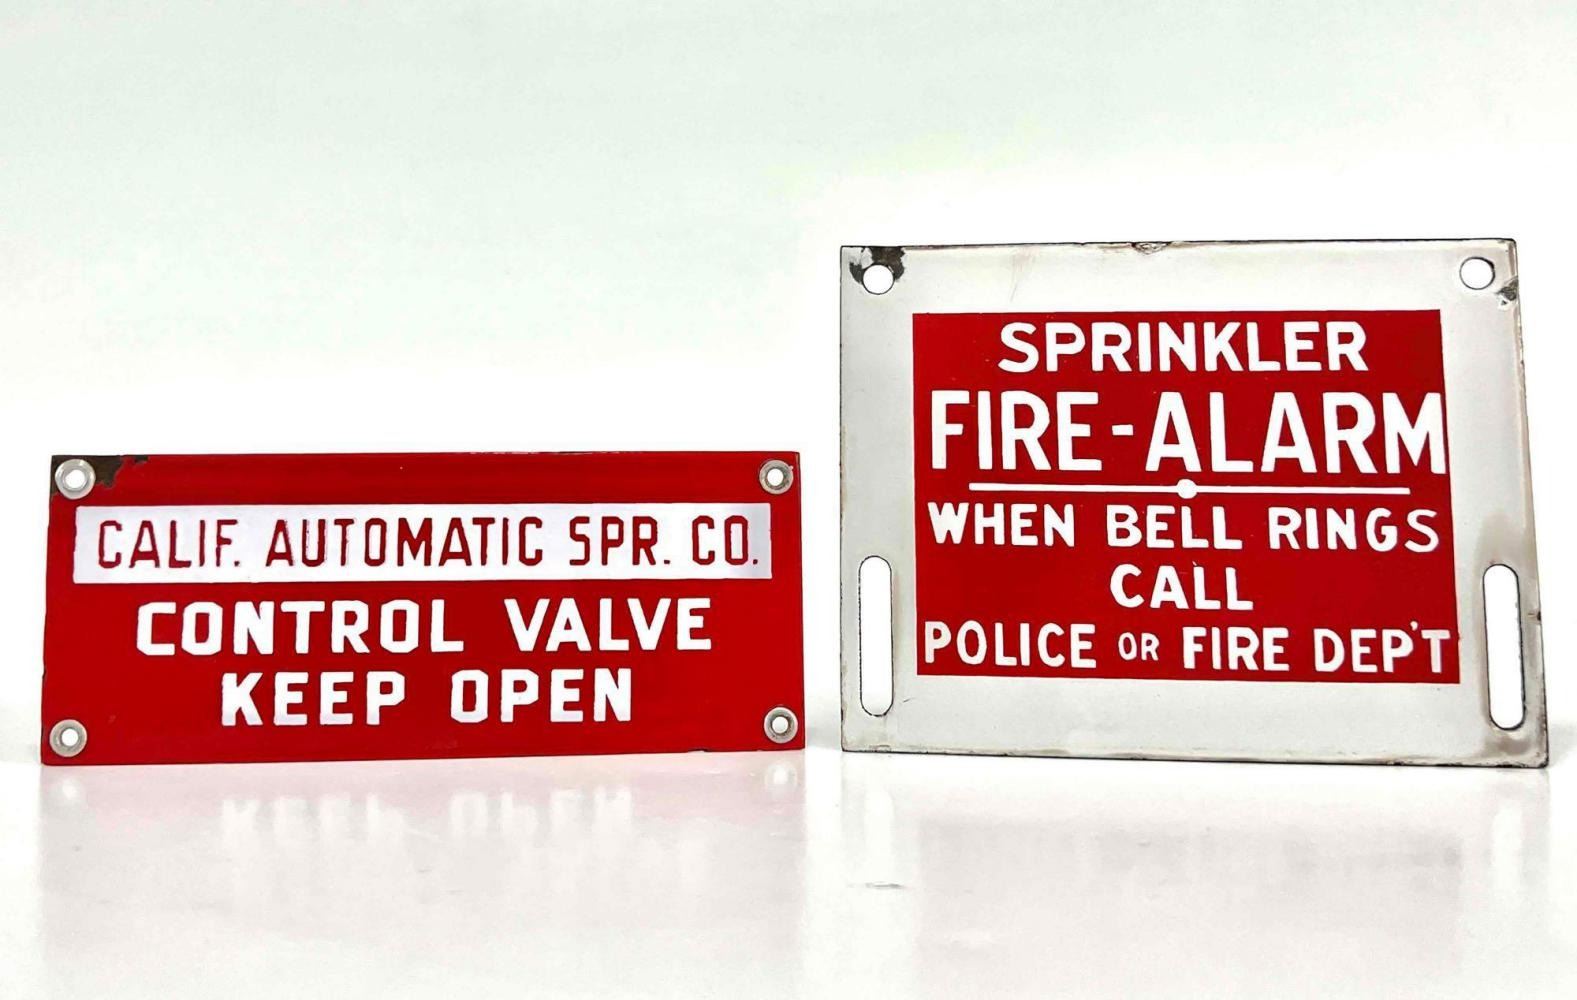 CALIF. AUTOMATIC SPR. CO.
CONTROL VALVE
KEEP OPEN
SPRINKLER
FIRE-ALARM
WHEN BELL RINGS
CALL
POLICE OR FIRE DEP'T